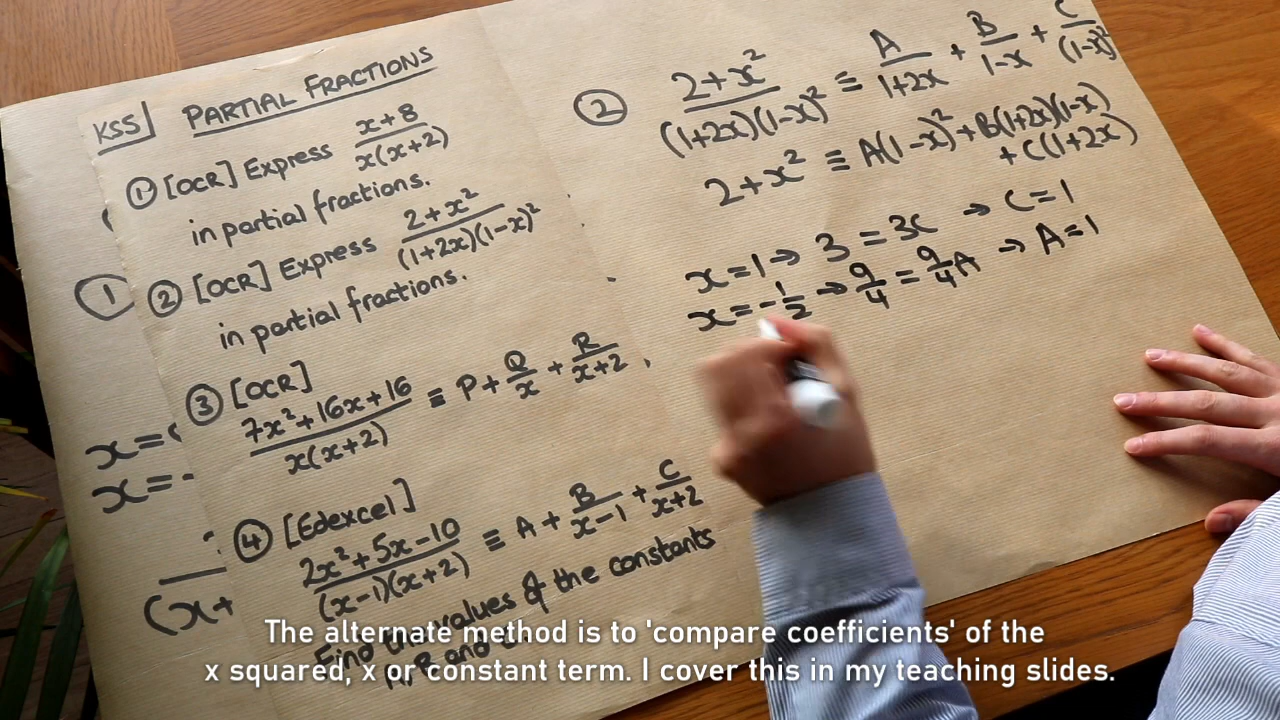 KSS PARTIAL FRACTIONS
① [OCR] Express (x+8)/(x(x+2))
in partial fractions.
② [OCR] Express (2+x²)/((1+2x)(1-x)²)
in partial fractions.
③ [OCR]
(7x²+16x+16)/(x(x+2)) ≡ P + Q/x + R/(x+2)
④ [Edexcel]
(2x²+5x-10)/((x-1)(x+2)) ≡ A + B/(x-1) + C/(x+2)
Find the values of the constants
①
x=
x=-
(x+
② (2+x²)/((1+2x)(1-x)²) ≡ A/(1+2x) + B/(1-x) + C/(1-x)²
2+x² ≡ A(1-x)²+B(1+2x)(1-x)
+C(1+2x)
x=1→ 3=3C → C=1
x=-1/2 → 9/4 = 9/4A → A=1
The alternate method is to 'compare coefficients' of the
x squared, x or constant term. I cover this in my teaching slides.